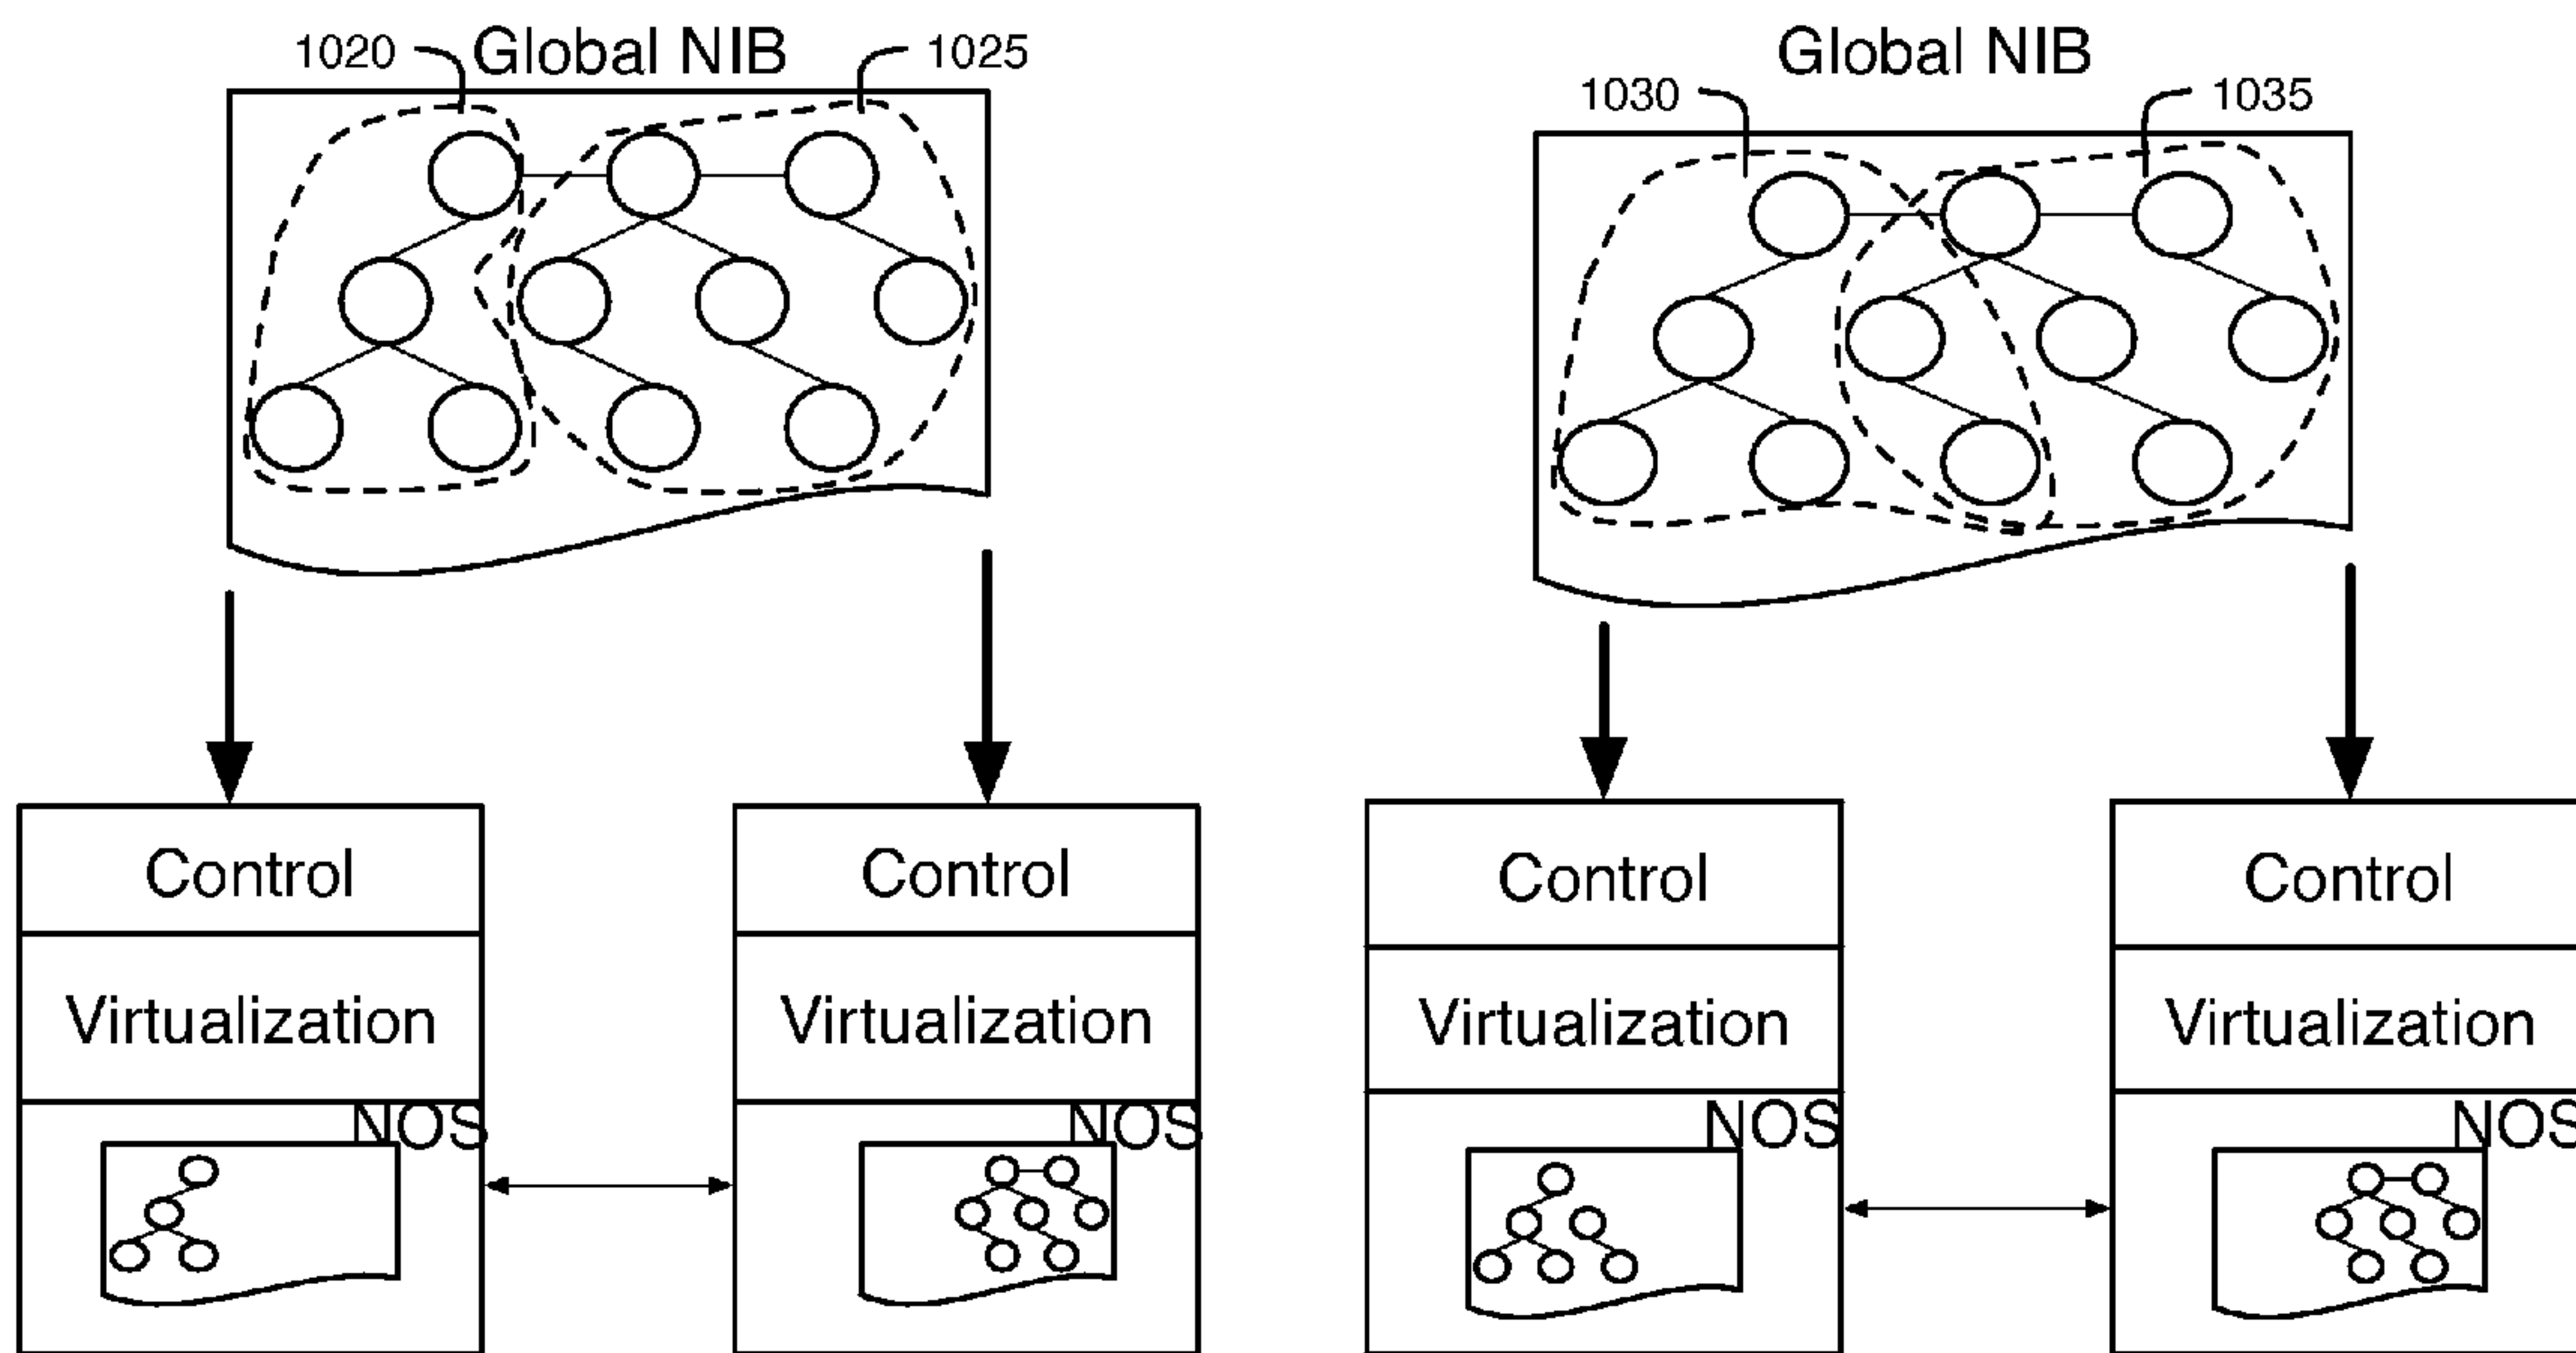 1020
Global NIB
1025
Global NIB
1030
1035
Control
Virtualization
NOS
Control
Virtualization
NOS
Control
Virtualization
NOS
Control
Virtualization
NOS